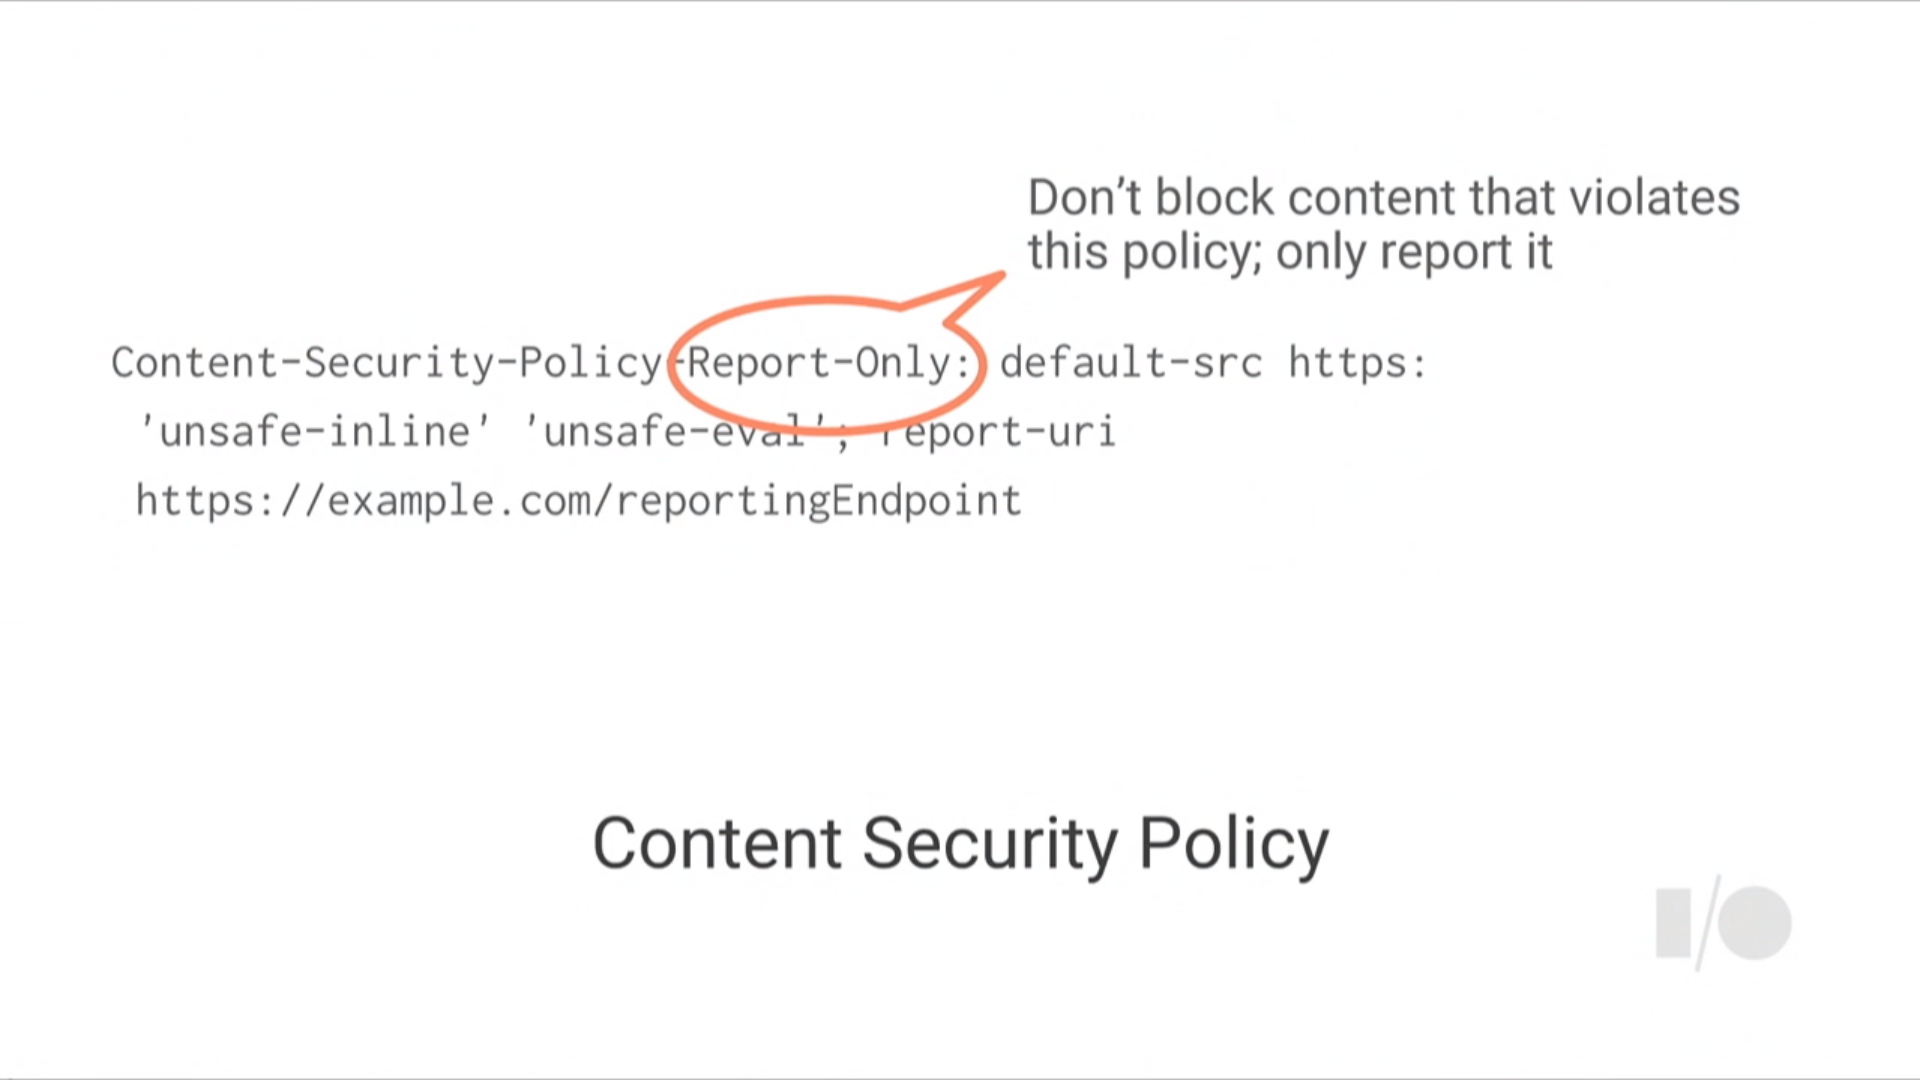 Don't block content that violates
this policy; only report it
Content-Security-Policy-Report-Only: default-src https:
'unsafe-inline' 'unsafe-eval'; report-uri
https://example.com/reportingEndpoint
Content Security Policy
I/O